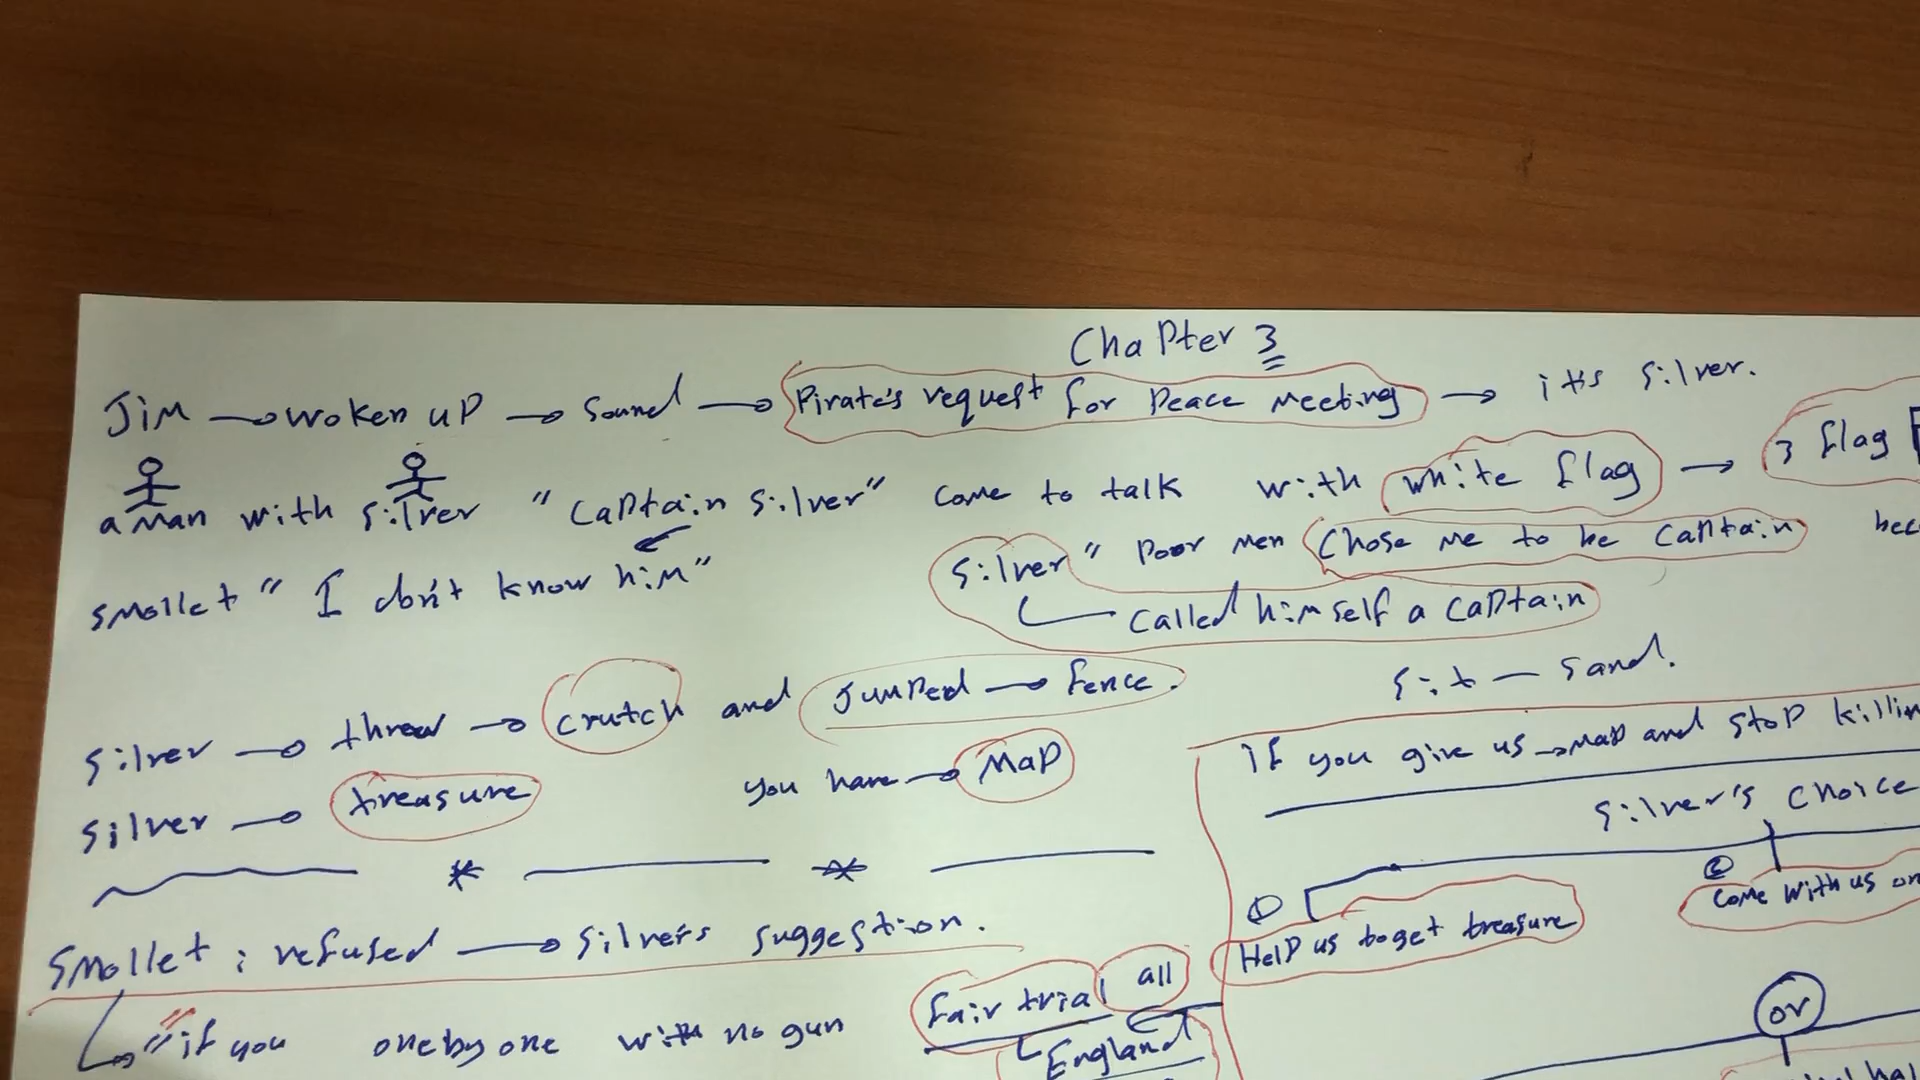 Chapter 3
Jim → woken up → sound → Pirate's request for peace meeting → it's silver.
a man with silver "captain silver" come to talk with white flag → 3 flag
smollet "I don't know him"
silver" poor men chose me to be captain
called himself a captain
silver → threw → crutch and jumped → fence.
sit — sand.
silver → treasure
you have → map
If you give us → map and stop
silver's choice
① Help us to get treasure
② come with us on
or
smollet : refused → silver's suggestion.
"if you one by one with no gun fair trial all
England